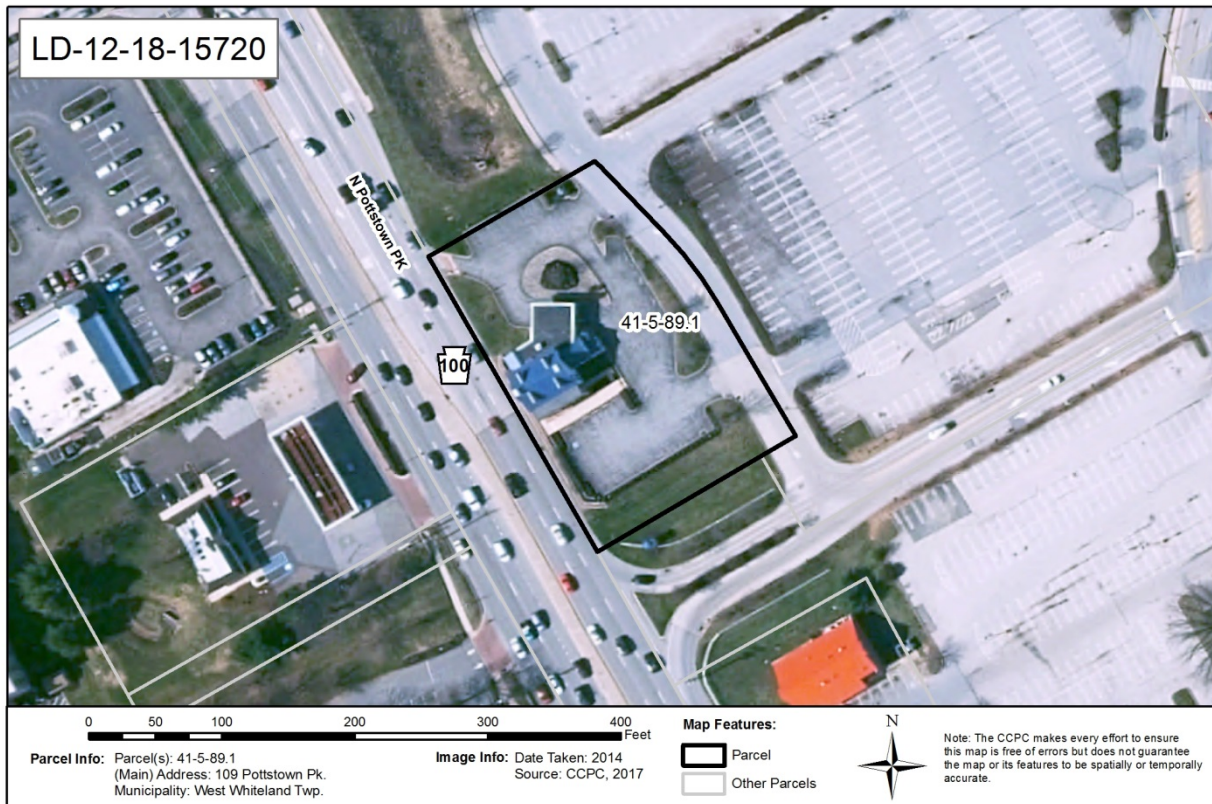 LD-12-18-15720
N Pottstown PK
41-5-89.1
100
0 50 100 200 300 400
Feet
Parcel Info: Parcel(s): 41-5-89.1
(Main) Address: 109 Pottstown Pk.
Municipality: West Whiteland Twp.
Image Info: Date Taken: 2014
Source: CCPC, 2017
Map Features:
Parcel
Other Parcels
N
Note: The CCPC makes every effort to ensure
this map is free of errors but does not guarantee
the map or its features to be spatially or temporally
accurate.